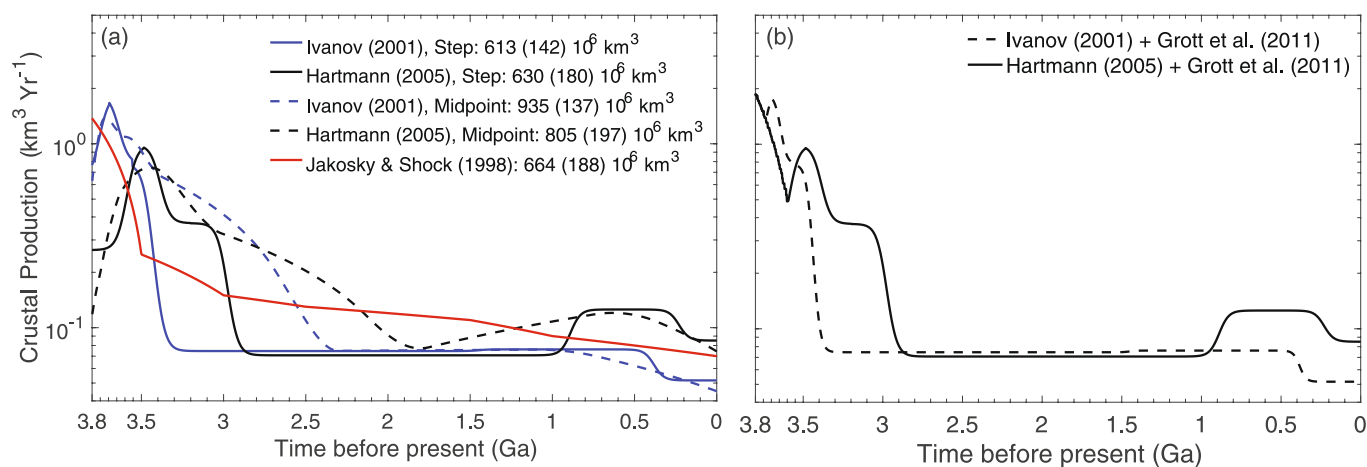 (a)
Ivanov (2001), Step: 613 (142) 10⁶ km³
Hartmann (2005), Step: 630 (180) 10⁶ km³
Ivanov (2001), Midpoint: 935 (137) 10⁶ km³
Hartmann (2005), Midpoint: 805 (197) 10⁶ km³
Jakosky & Shock (1998): 664 (188) 10⁶ km³
Crustal Production (km³ Yr⁻¹)
10⁰
10⁻¹
3.8 3.5 3 2.5 2 1.5 1 0.5 0
Time before present (Ga)
(b)
Ivanov (2001) + Grott et al. (2011)
Hartmann (2005) + Grott et al. (2011)
3.8 3.5 3 2.5 2 1.5 1 0.5 0
Time before present (Ga)